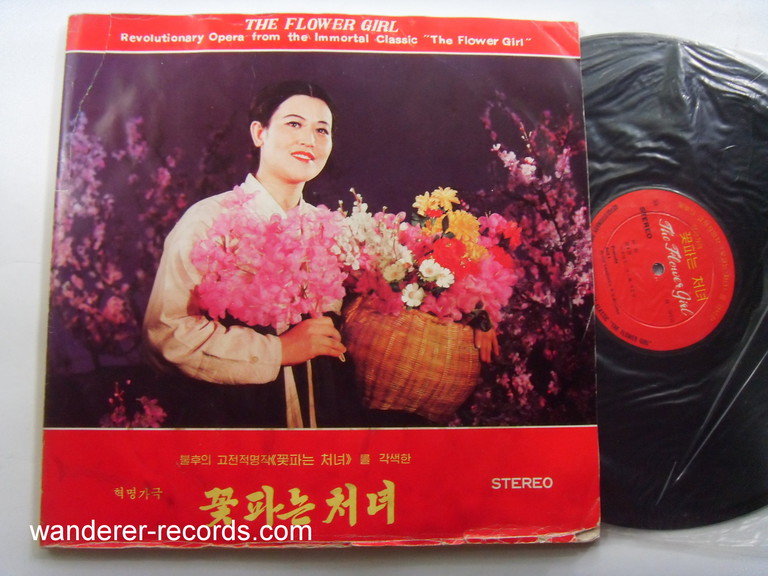 THE FLOWER GIRL
Revolutionary Opera from the Immortal Classic "The Flower Girl"
불후의 고전적명작《꽃파는 처녀》를 각색한
혁명가극
꽃파는 처녀
STEREO
STEREO
꽃파는 처녀
The Flower Girl
wanderer-records.com